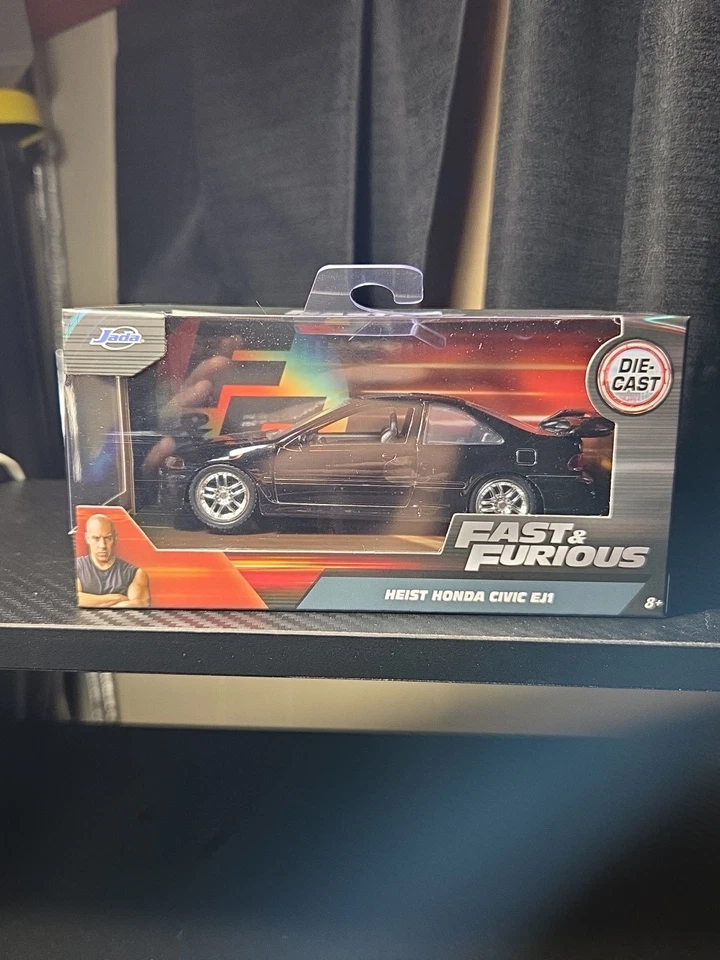 Jada
DIE-
CAST
F
&F
FAST &
FURIOUS
HEIST HONDA CIVIC EJ1
8+